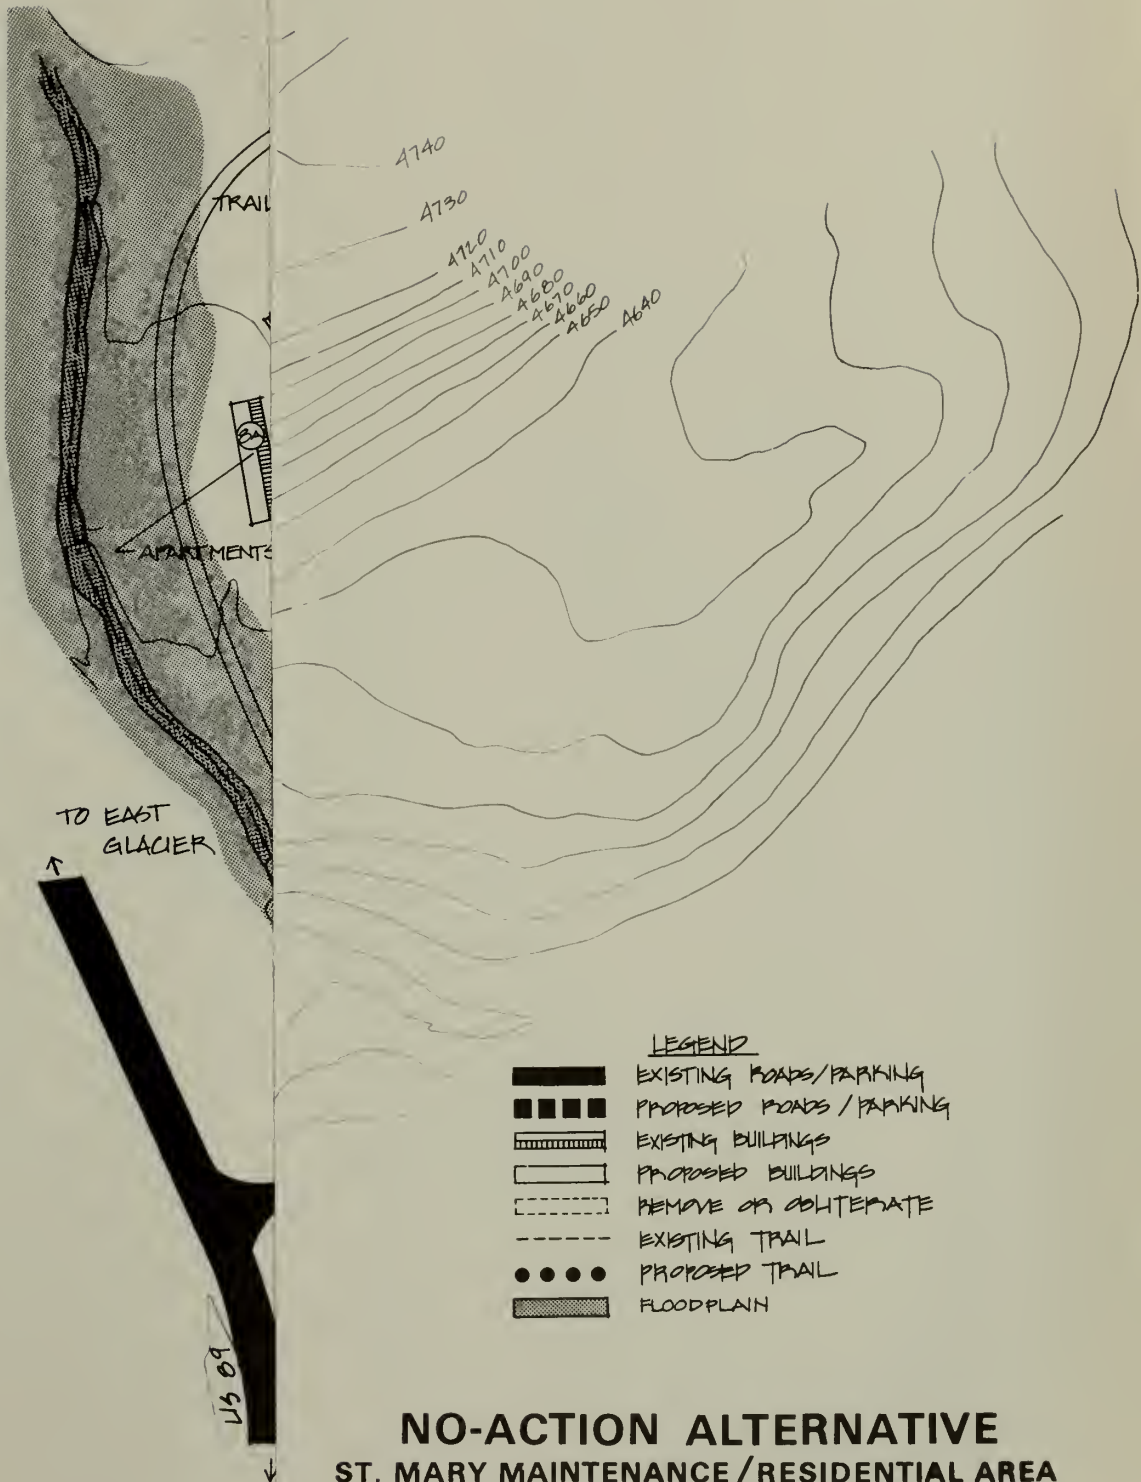 4740
TRAIL
4730
4720
4710
4700
4690
4680
4670
4660
4650
4640
8A
APARTMENTS
TO EAST
GLACIER
LEGEND
EXISTING ROADS/PARKING
PROPOSED ROADS/PARKING
EXISTING BUILDINGS
PROPOSED BUILDINGS
REMOVE OR OBLITERATE
EXISTING TRAIL
PROPOSED TRAIL
FLOODPLAIN
US 89
NO-ACTION ALTERNATIVE
ST. MARY MAINTENANCE/RESIDENTIAL AREA